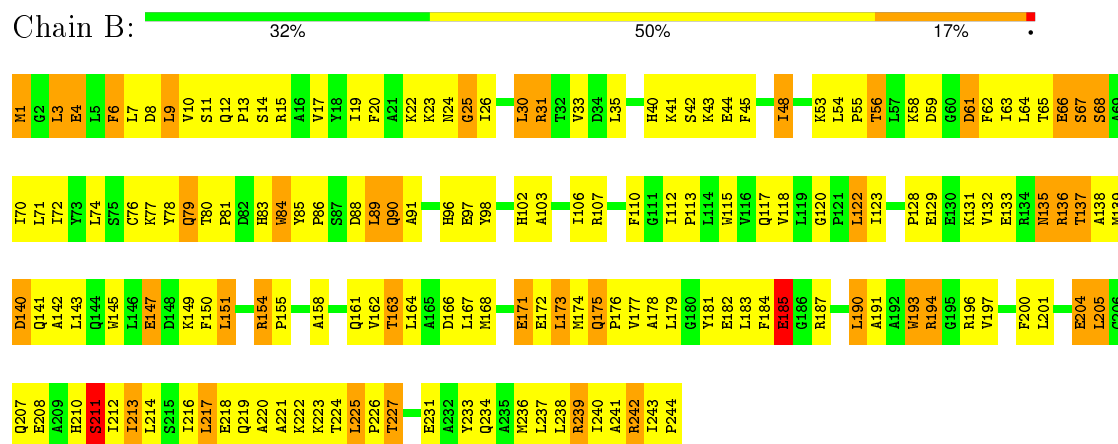 Chain B:
32% 50% 17% •
M1 G2 L3 E4 L5 F6 L7 D8 L9 V10 S11 Q12 P13 S14 R15 A16 V17 Y18 I19 F20 A21 K22 K23 N24 G25 I26 L30 R31 T32 V33 D34 L35 H40 K41 S42 K43 E44 F45 I48 K53 L54 P55 T56 L57 K58 D59 G60 D61 F62 I63 L64 T65 E66 S67 S68 A69
I70 L71 I72 Y73 L74 S75 C76 K77 Y78 Q79 T80 P81 D82 H83 W84 Y85 P86 S87 D88 L89 Q90 A91 H96 E97 Y98 H102 A103 I106 R107 F110 G111 I112 P113 L114 W115 V116 Q117 V118 L119 G120 P121 L122 I123 P128 E129 E130 K131 V132 E133 R134 N135 R136 T137 A138 M139
D140 Q141 A142 L143 Q144 W145 L146 E147 D148 K149 F150 L151 R154 P155 A158 Q161 V162 T163 L164 A165 D166 L167 M168 E171 E172 L173 M174 Q175 P176 V177 A178 L179 G180 Y181 E182 L183 F184 E185 G186 R187 L190 A191 A192 W193 R194 G195 R196 V197 F200 L201 E204 L205 G206
Q207 E208 A209 H210 S211 I212 I213 L214 S215 I216 L217 E218 Q219 A220 A221 K222 K223 T224 L225 P226 T227 E231 A232 Y233 Q234 A235 M236 L237 L238 R239 I240 A241 R242 I243 P244